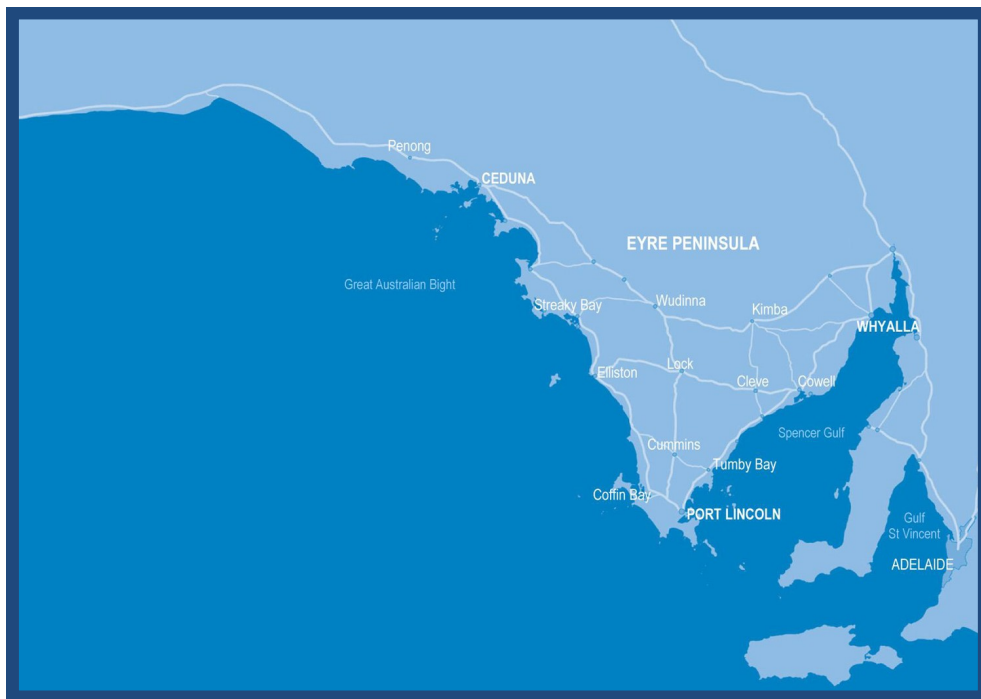 Penong
CEDUNA
EYRE PENINSULA
Great Australian Bight
Streaky Bay
Wudinna
Kimba
WHYALLA
Elliston
Lock
Cleve
Cowell
Spencer Gulf
Cummins
Tumby Bay
Coffin Bay
PORT LINCOLN
Gulf
St Vincent
ADELAIDE